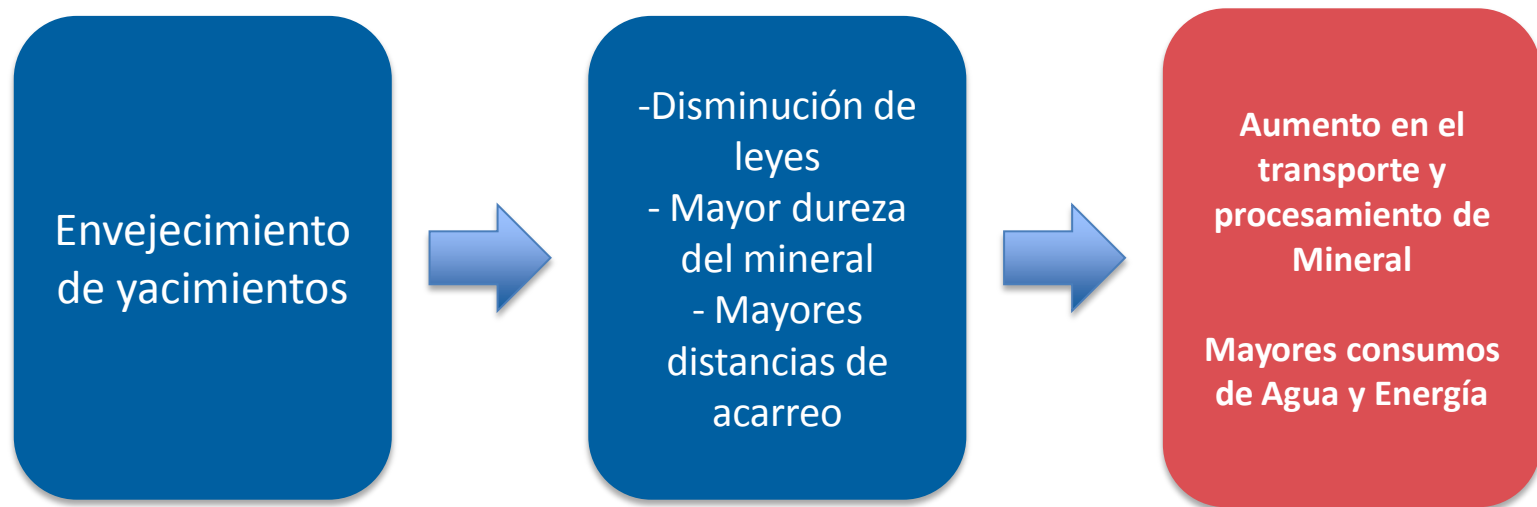 Envejecimiento
de yacimientos
-Disminución de
leyes
- Mayor dureza
del mineral
- Mayores
distancias de
acarreo
Aumento en el
transporte y
procesamiento de
Mineral
Mayores consumos
de Agua y Energía